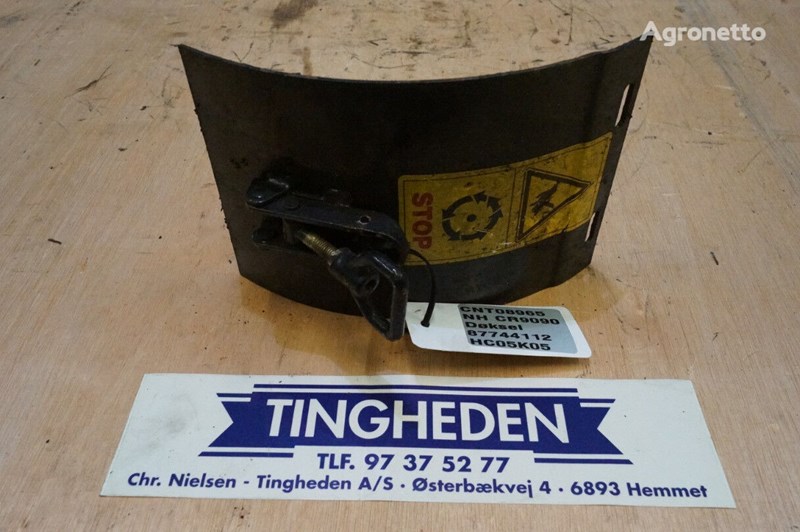 Agronetto
STOP
CNT08965
NH CR9090
Døksel
87744112
HC05K05
TINGHEDEN
TLF. 97 37 52 77
Chr. Nielsen - Tingheden A/S · Østerbækvej 4 · 6893 Hemmet